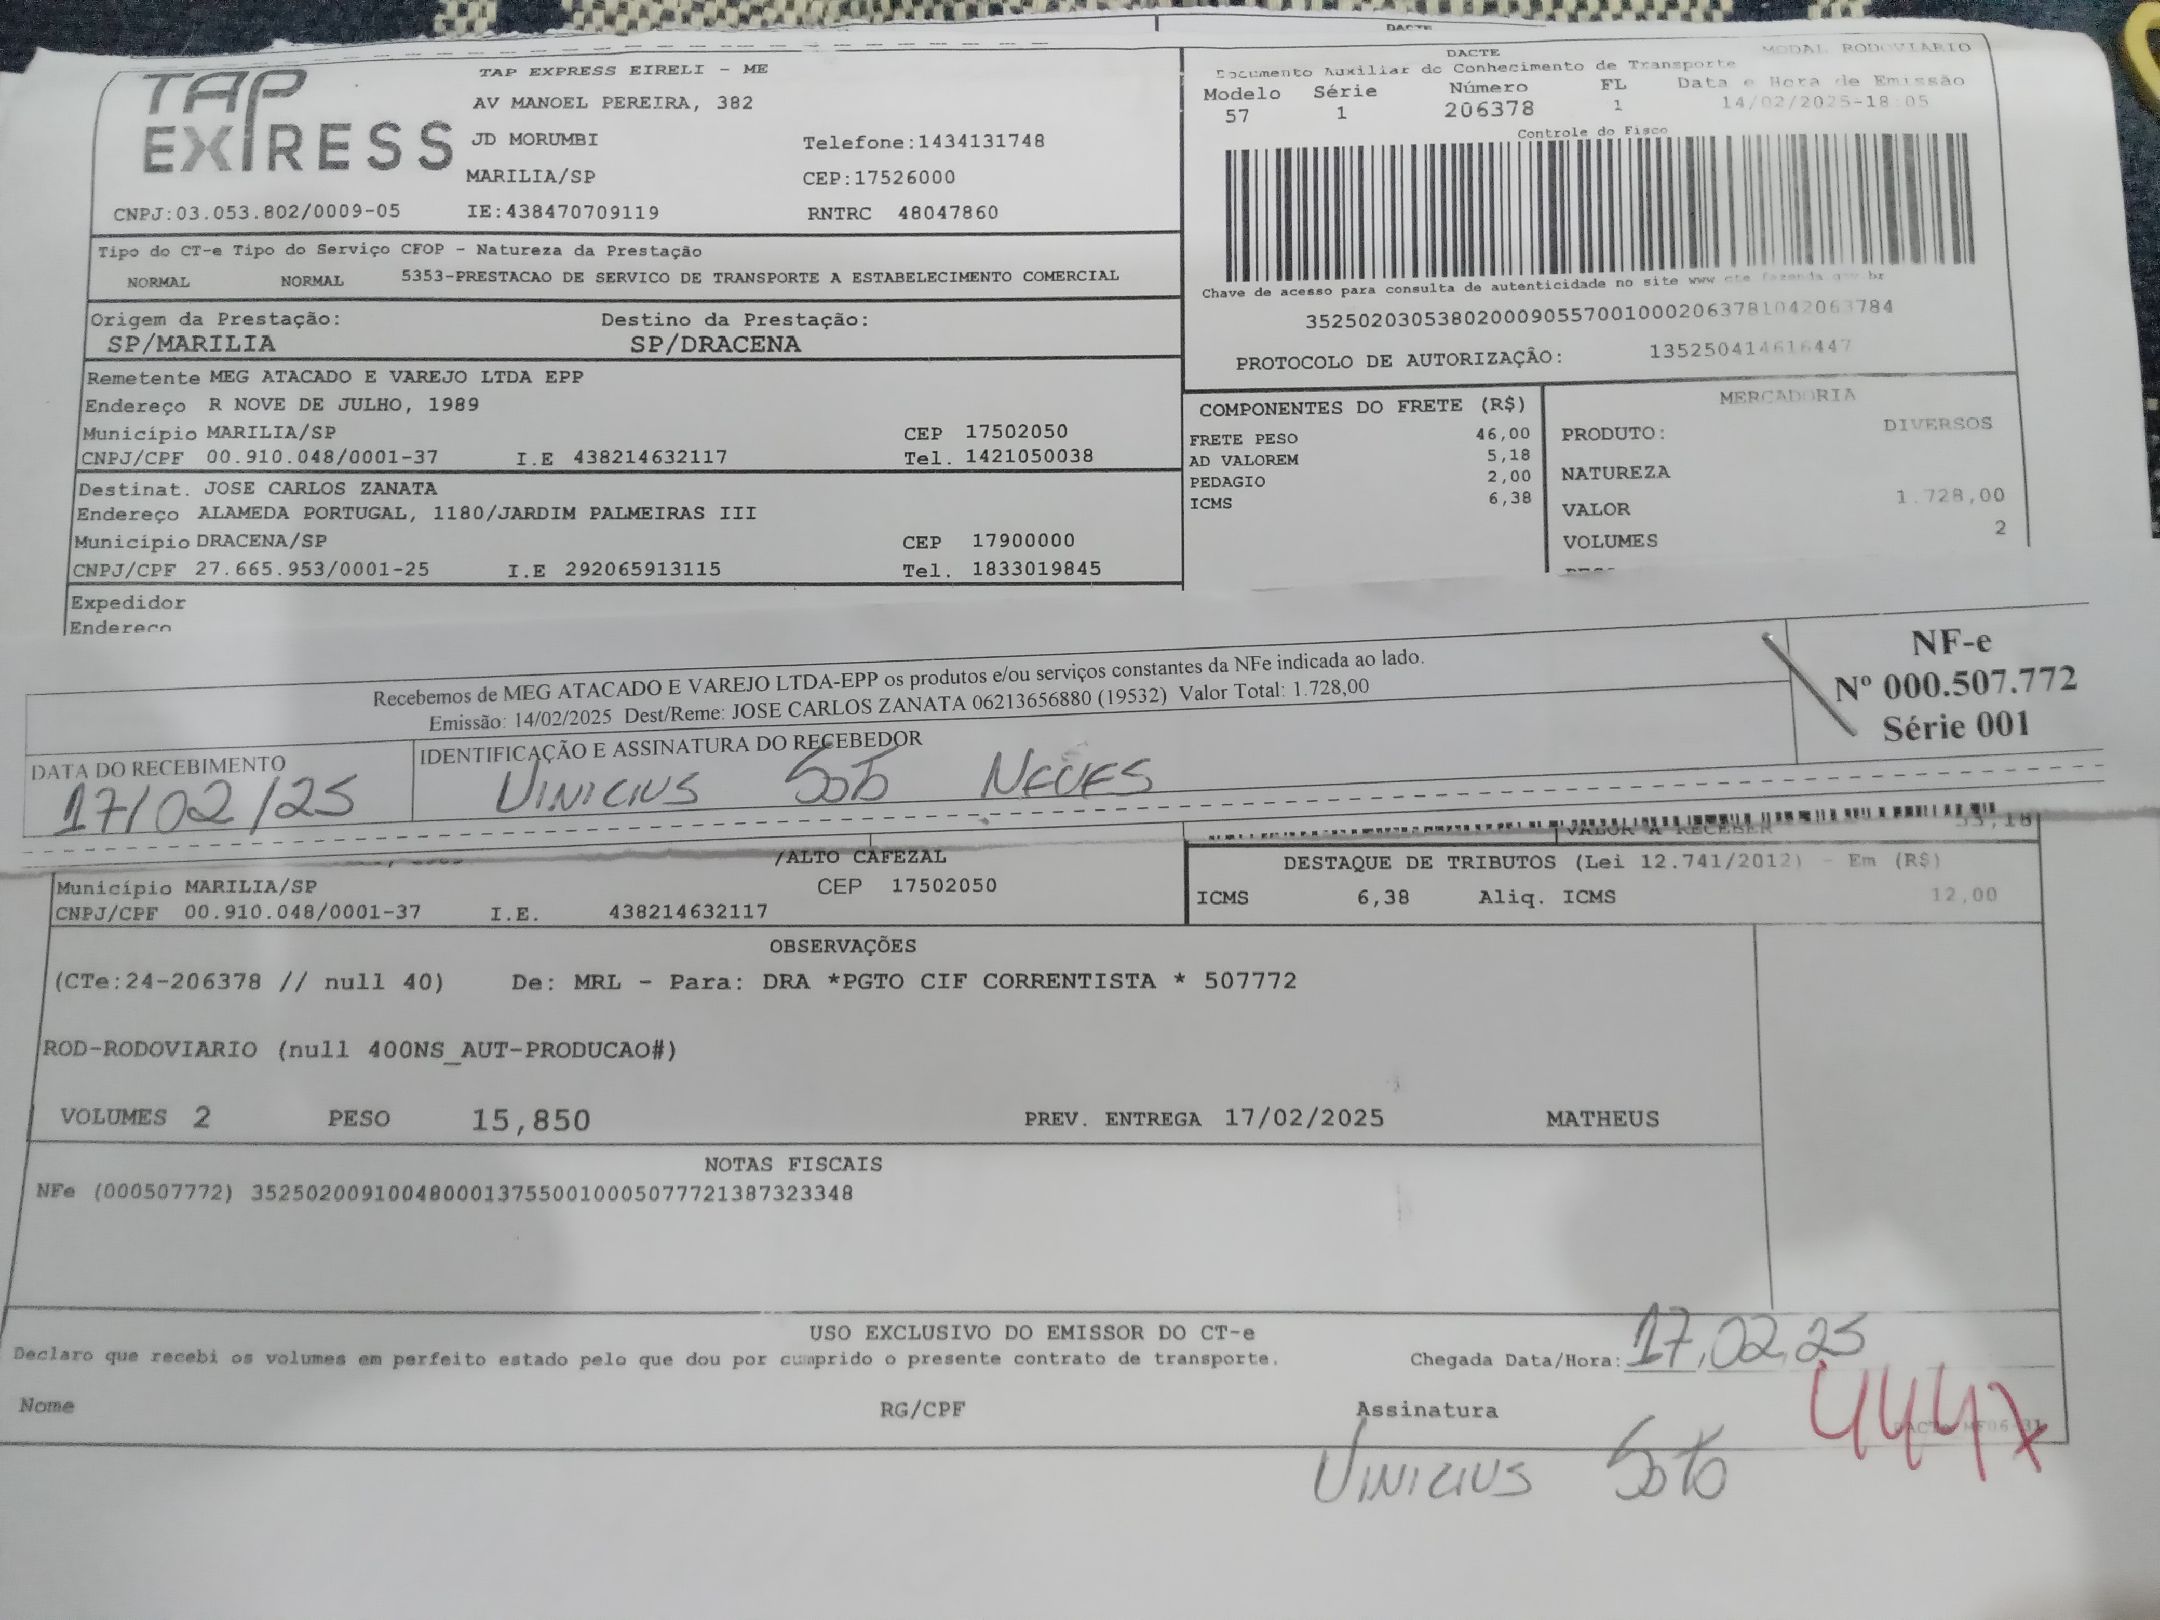 DACTE
TAP EXPRESS
TAP EXPRESS EIRELI - ME
AV MANOEL PEREIRA, 382
JD MORUMBI Telefone:1434131748
MARILIA/SP CEP:17526000
CNPJ:03.053.802/0009-05 IE:438470709119 RNTRC 48047860
DACTE MODAL RODOVIARIO
Documento Auxiliar do Conhecimento de Transporte
Modelo Série Número FL Data e Hora de Emissão
57 1 206378 1 14/02/2025-18:05
Controle do Fisco
Chave de acesso para consulta de autenticidade no site www cte fazenda.gov.br
35250203053802000905570010002063781042063784
PROTOCOLO DE AUTORIZAÇÃO: 135250414616447
Tipo do CT-e Tipo do Serviço CFOP - Natureza da Prestação
NORMAL NORMAL 5353-PRESTACAO DE SERVICO DE TRANSPORTE A ESTABELECIMENTO COMERCIAL
Origem da Prestação: Destino da Prestação:
SP/MARILIA SP/DRACENA
Remetente MEG ATACADO E VAREJO LTDA EPP
Endereço R NOVE DE JULHO, 1989
Município MARILIA/SP CEP 17502050
CNPJ/CPF 00.910.048/0001-37 I.E 438214632117 Tel. 1421050038
Destinat. JOSE CARLOS ZANATA
Endereço ALAMEDA PORTUGAL, 1180/JARDIM PALMEIRAS III
Município DRACENA/SP CEP 17900000
CNPJ/CPF 27.665.953/0001-25 I.E 292065913115 Tel. 1833019845
Expedidor
Endereço
COMPONENTES DO FRETE (R$)
FRETE PESO 46,00
AD VALOREM 5,18
PEDAGIO 2,00
ICMS 6,38
MERCADORIA
PRODUTO: DIVERSOS
NATUREZA
VALOR 1.728,00
VOLUMES 2
Recebemos de MEG ATACADO E VAREJO LTDA-EPP os produtos e/ou serviços constantes da NFe indicada ao lado.
Emissão: 14/02/2025 Dest/Reme: JOSE CARLOS ZANATA 06213656880 (19532) Valor Total: 1.728,00
NF-e
Nº 000.507.772
Série 001
DATA DO RECEBIMENTO IDENTIFICAÇÃO E ASSINATURA DO RECEBEDOR
17/02/25 VINICIUS SOTO NEVES
VALOR A RECEBER 53,18
/ALTO CAFEZAL
Município MARILIA/SP CEP 17502050
CNPJ/CPF 00.910.048/0001-37 I.E. 438214632117
DESTAQUE DE TRIBUTOS (Lei 12.741/2012) - Em (R$)
ICMS 6,38 Aliq. ICMS 12,00
OBSERVAÇÕES
(CTe:24-206378 // null 40) De: MRL - Para: DRA *PGTO CIF CORRENTISTA * 507772
ROD-RODOVIARIO (null 400NS_AUT-PRODUCAO#)
VOLUMES 2 PESO 15,850 PREV. ENTREGA 17/02/2025 MATHEUS
NOTAS FISCAIS
NFe (000507772) 35250200910048000137550010005077721387323348
USO EXCLUSIVO DO EMISSOR DO CT-e
Declaro que recebi os volumes em perfeito estado pelo que dou por cumprido o presente contrato de transporte. Chegada Data/Hora: 17,02,25
Nome RG/CPF Assinatura
VINICIUS SOTO